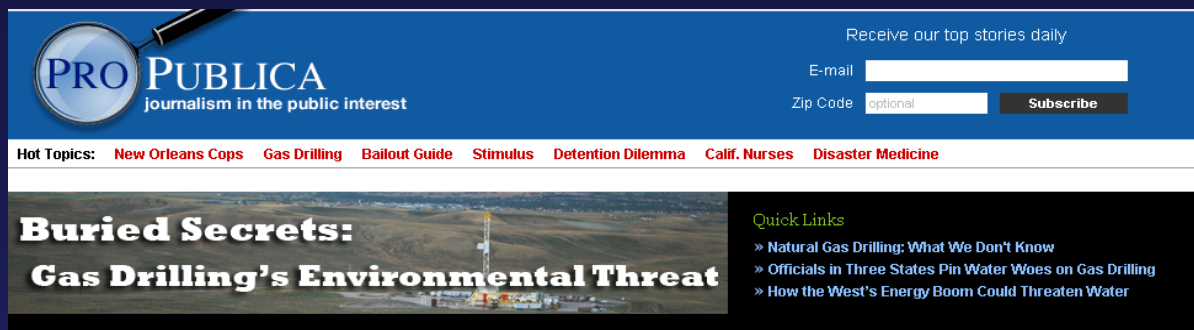 PRO PUBLICA
journalism in the public interest
Receive our top stories daily
E-mail
Zip Code optional Subscribe
Hot Topics: New Orleans Cops Gas Drilling Bailout Guide Stimulus Detention Dilemma Calif. Nurses Disaster Medicine
Buried Secrets:
Gas Drilling's Environmental Threat
Quick Links
» Natural Gas Drilling: What We Don't Know
» Officials in Three States Pin Water Woes on Gas Drilling
» How the West's Energy Boom Could Threaten Water